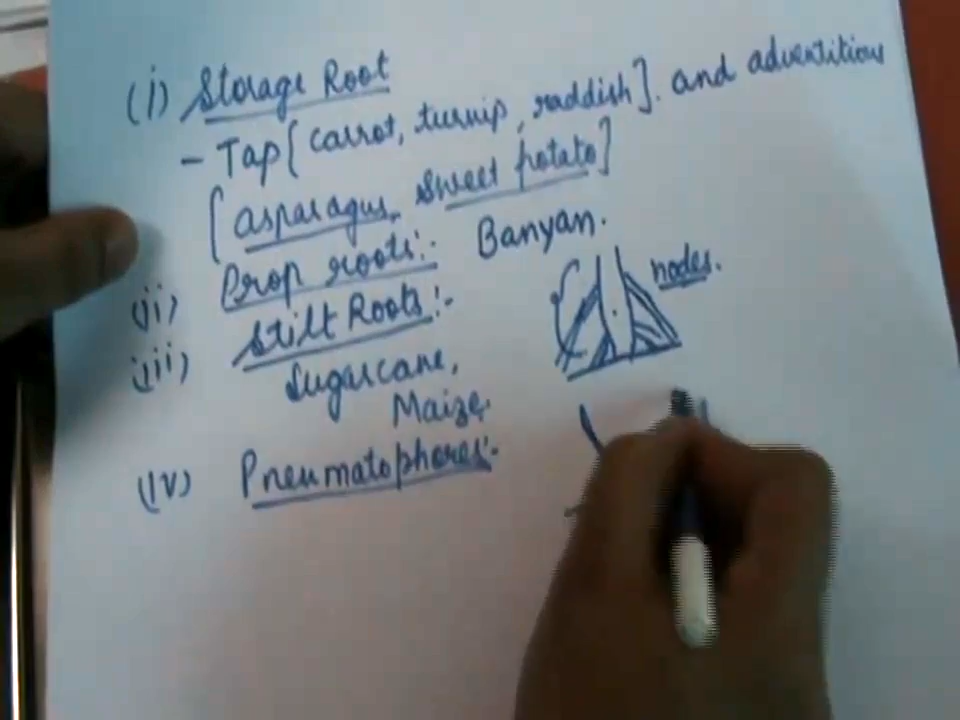 (i) Storage Root
- Tap [carrot, turnip, raddish]. and adventitious
[asparagus, sweet potato]
(ii) Prop roots:- Banyan.
nodes.
(iii) Stilt Roots:-
Sugarcane,
Maize.
(iv) Pneumatophores:-